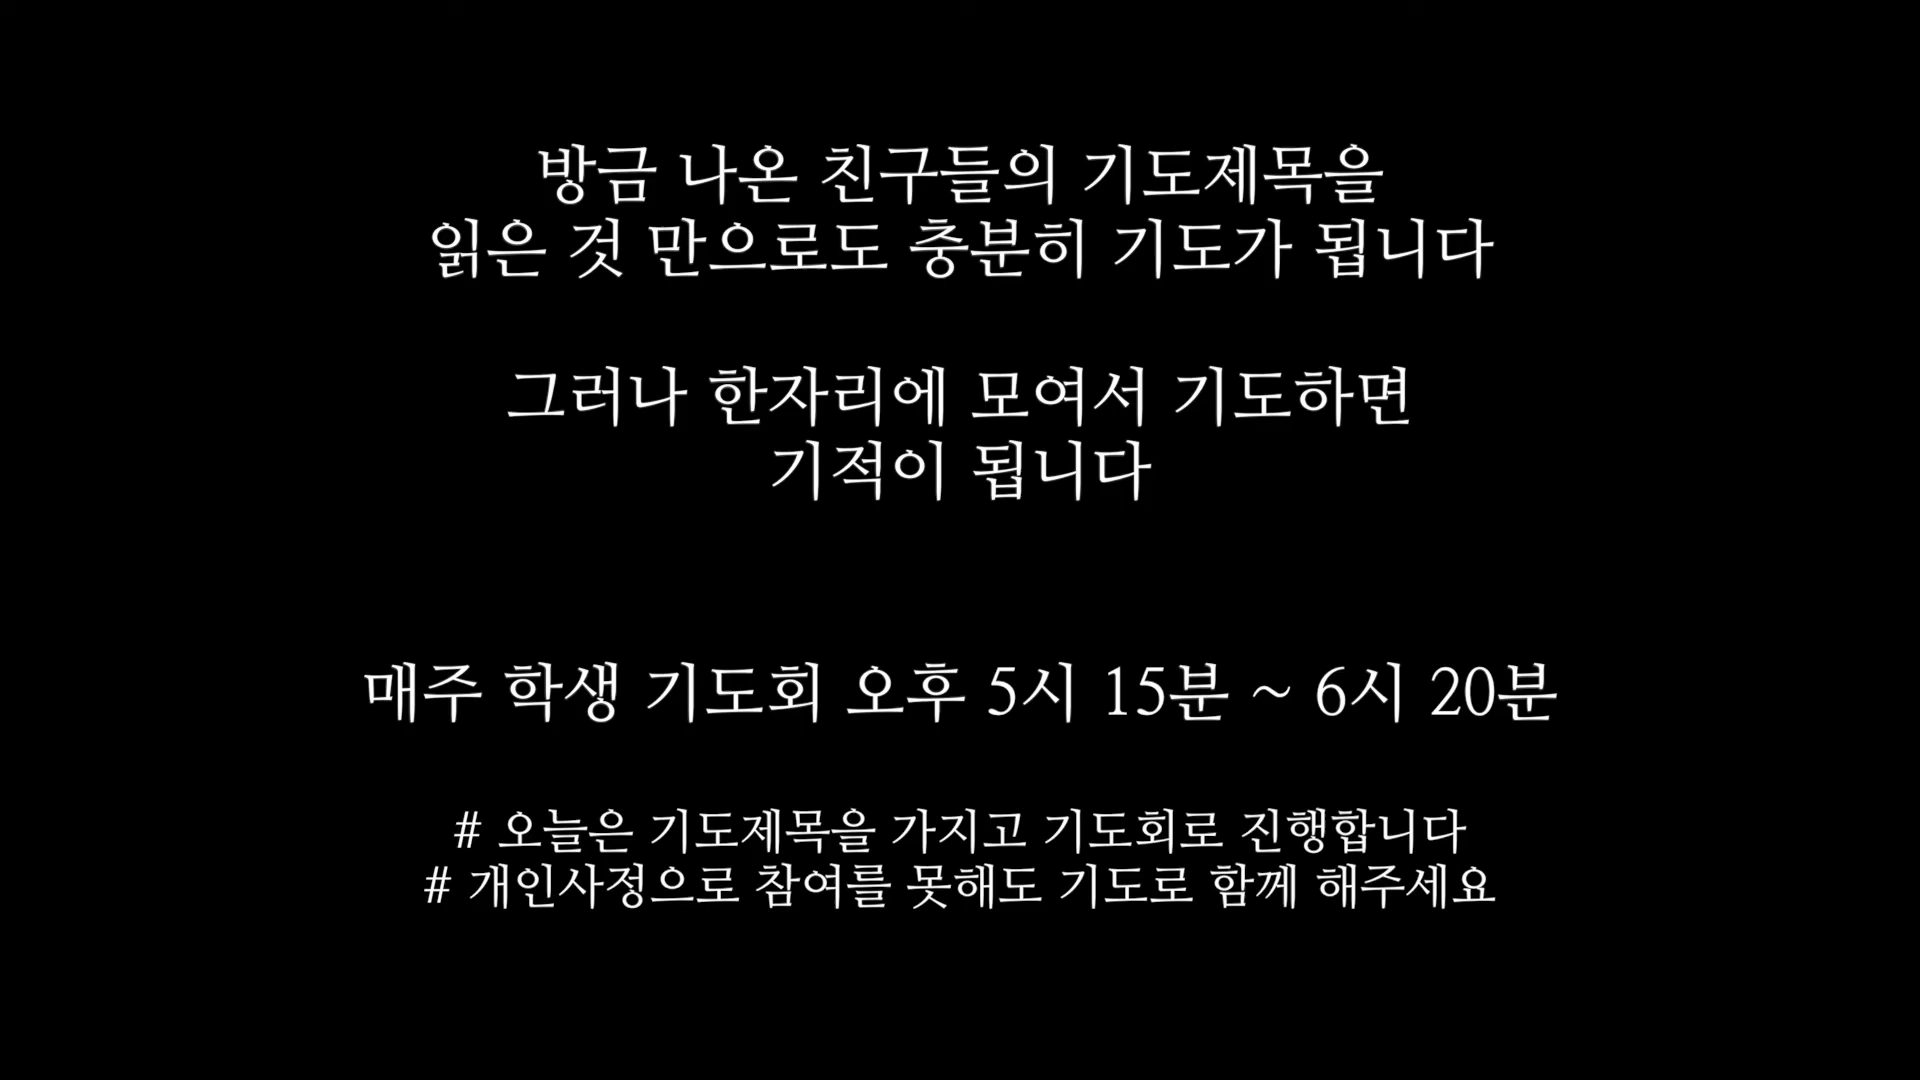 방금 나온 친구들의 기도제목을
읽은 것 만으로도 충분히 기도가 됩니다
그러나 한자리에 모여서 기도하면
기적이 됩니다
매주 학생 기도회 오후 5시 15분 ~ 6시 20분
# 오늘은 기도제목을 가지고 기도회로 진행합니다
# 개인사정으로 참여를 못해도 기도로 함께 해주세요